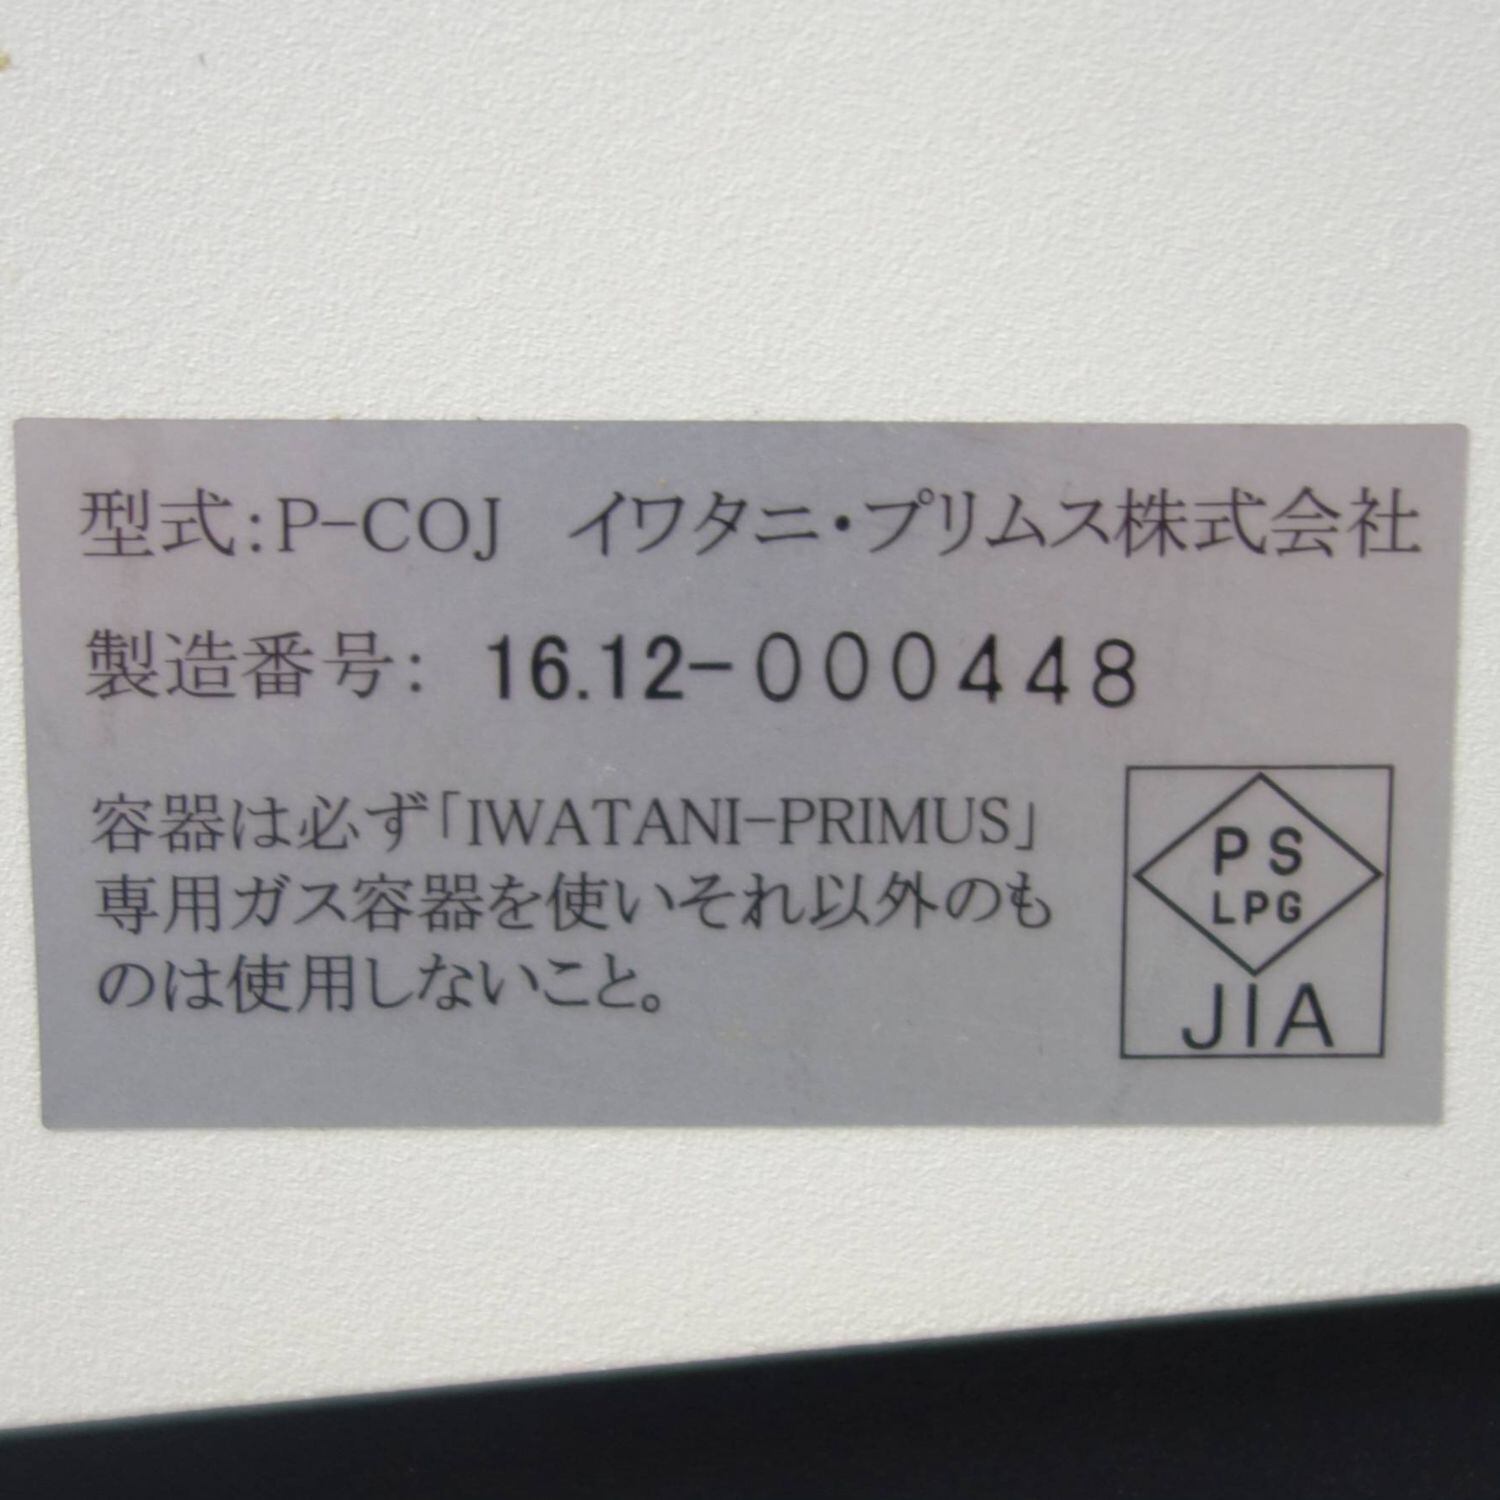 型式:P-COJ　イワタニ・プリムス株式会社
製造番号: 16.12-000448
容器は必ず「IWATANI-PRIMUS」
専用ガス容器を使いそれ以外のも
のは使用しないこと。
PS
LPG
JIA